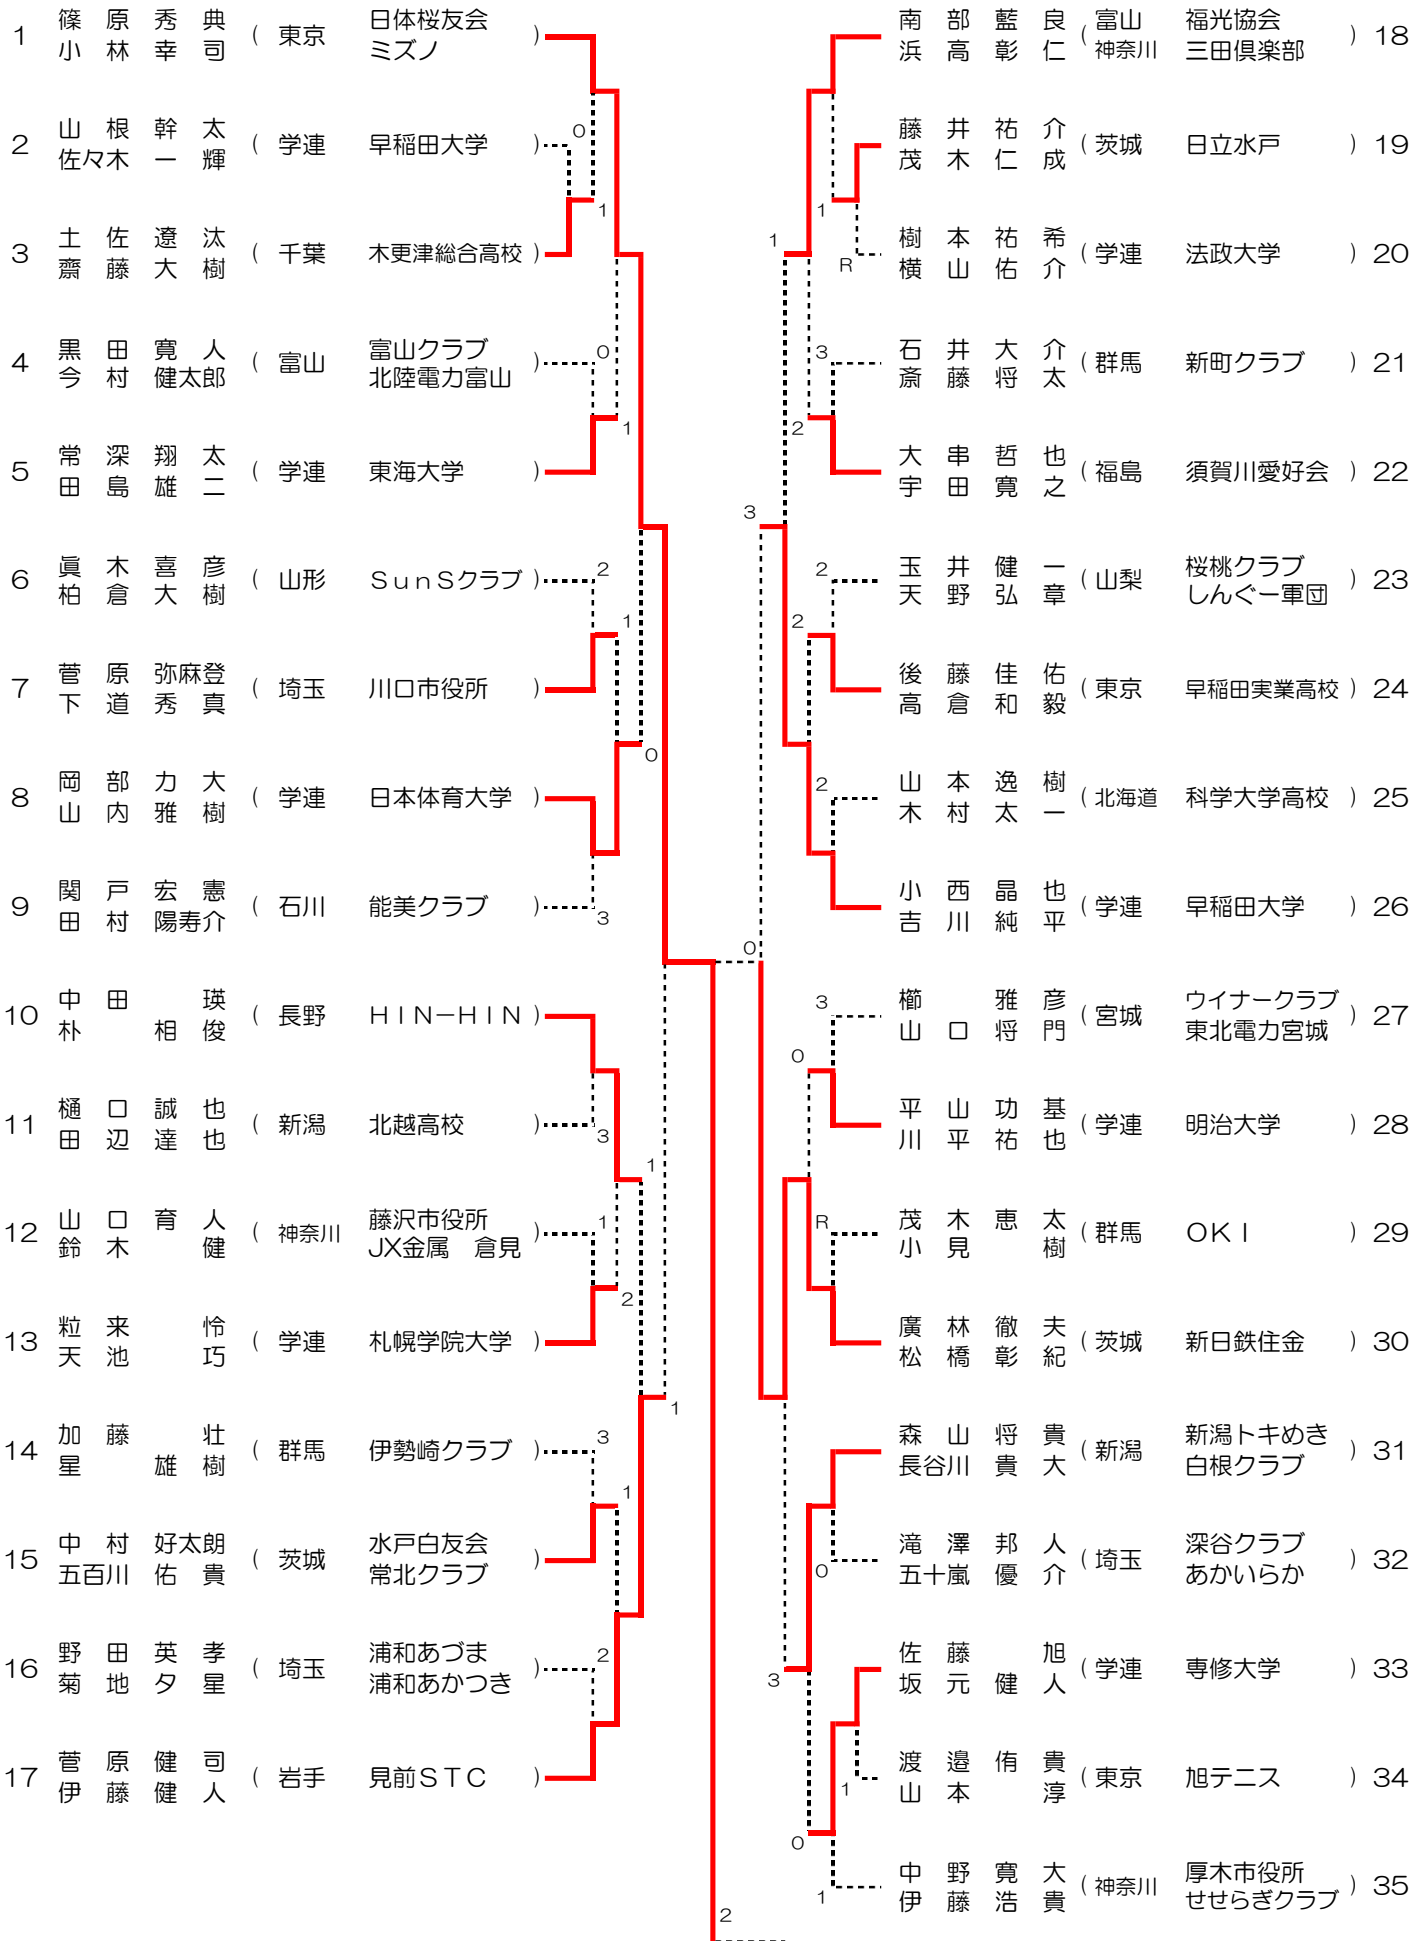 1 篠原秀典 小林幸司 ( 東京 日体桜友会 ミズノ )
2 山根幹太 佐々木一輝 ( 学連 早稲田大学 ) 0
3 土佐遼汰 齋藤大樹 ( 千葉 木更津総合高校 ) 1
4 黒田寛人 今村健太郎 ( 富山 富山クラブ 北陸電力富山 ) 0
5 常深翔太 田島雄二 ( 学連 東海大学 ) 1
6 眞木喜彦 柏倉大樹 ( 山形 SunSクラブ ) 2
1
7 菅原弥麻登 下道秀真 ( 埼玉 川口市役所 )
0
8 岡部力大 山内雅樹 ( 学連 日本体育大学 )
9 関戸宏憲 田村陽寿介 ( 石川 能美クラブ ) 3
10 中田瑛 朴相俊 ( 長野 HIN−HIN )
11 樋口誠也 田辺達也 ( 新潟 北越高校 ) 3
1
12 山口育人 鈴木健 ( 神奈川 藤沢市役所 JX金属 倉見 ) 1
2
13 粒来怜 天池巧 ( 学連 札幌学院大学 )
1
14 加藤壮 星雄樹 ( 群馬 伊勢崎クラブ ) 3
1
15 中村好太朗 五百川佑貴 ( 茨城 水戸白友会 常北クラブ )
16 野田英孝 菊地夕星 ( 埼玉 浦和あづま 浦和あかつき ) 2
17 菅原健司 伊藤健人 ( 岩手 見前STC )
2
南部藍良 浜高彰仁 ( 富山 神奈川 福光協会 三田倶楽部 ) 18
藤井祐介 茂木仁成 ( 茨城 日立水戸 ) 19
1
1
R 樹本祐希 横山佑介 ( 学連 法政大学 ) 20
3 石井大介 斎藤将太 ( 群馬 新町クラブ ) 21
2
大串哲也 宇田寛之 ( 福島 須賀川愛好会 ) 22
3
2 玉井健一 天野弘章 ( 山梨 桜桃クラブ しんぐー軍団 ) 23
2
後藤佳佑 高倉和毅 ( 東京 早稲田実業高校 ) 24
2 山本逸樹 木村太一 ( 北海道 科学大学高校 ) 25
小西晶也 吉川純平 ( 学連 早稲田大学 ) 26
0
3 櫛雅彦 山口将門 ( 宮城 ウイナークラブ 東北電力宮城 ) 27
0
平山功基 川平祐也 ( 学連 明治大学 ) 28
R 茂木恵太 小見樹 ( 群馬 OKI ) 29
廣林徹夫 松橋彰紀 ( 茨城 新日鉄住金 ) 30
森山将貴 長谷川貴大 ( 新潟 新潟トキめき 白根クラブ ) 31
0 滝澤邦人 五十嵐優介 ( 埼玉 深谷クラブ あかいらか ) 32
3
佐藤旭 坂元健人 ( 学連 専修大学 ) 33
1 渡邉侑貴 山本淳 ( 東京 旭テニス ) 34
0
1 中野寛大 伊藤浩貴 ( 神奈川 厚木市役所 せせらぎクラブ ) 35